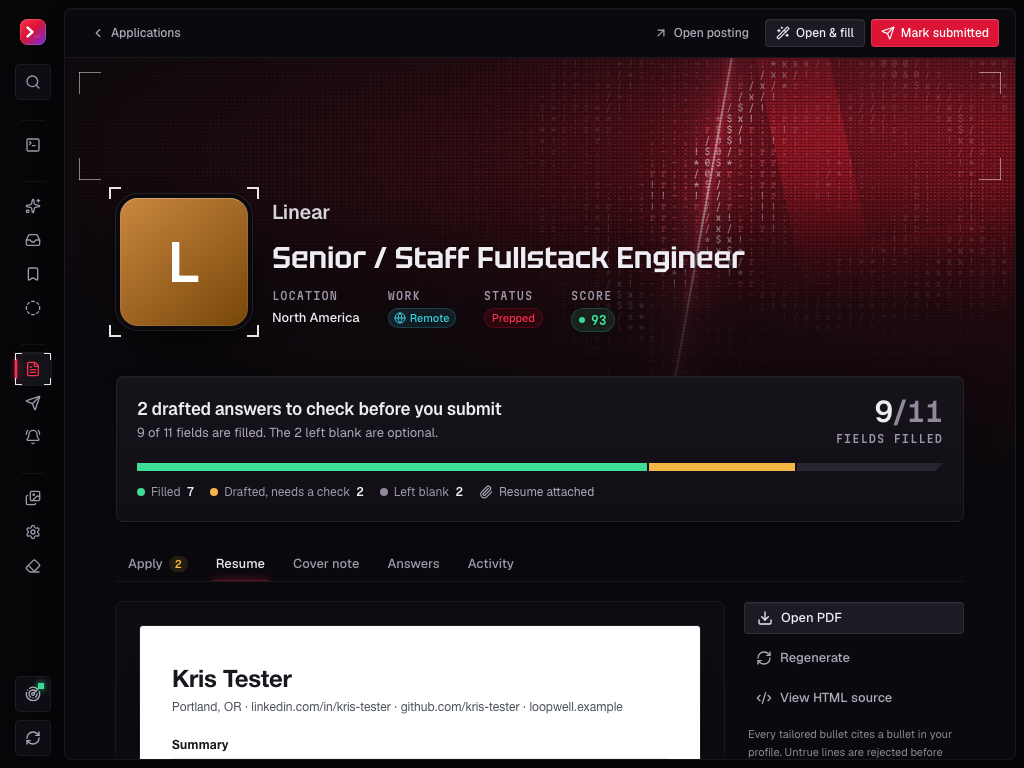 Applications
Open posting
Open & fill
Mark submitted
L
Linear
Senior / Staff Fullstack Engineer
LOCATION WORK STATUS SCORE
North America Remote Prepped 93
2 drafted answers to check before you submit
9/11
9 of 11 fields are filled. The 2 left blank are optional.
FIELDS FILLED
Filled 7 Drafted, needs a check 2 Left blank 2 Resume attached
Apply 2 Resume Cover note Answers Activity
Open PDF
Regenerate
View HTML source
Every tailored bullet cites a bullet in your
profile. Untrue lines are rejected before
Kris Tester
Portland, OR · linkedin.com/in/kris-tester · github.com/kris-tester · loopwell.example
Summary